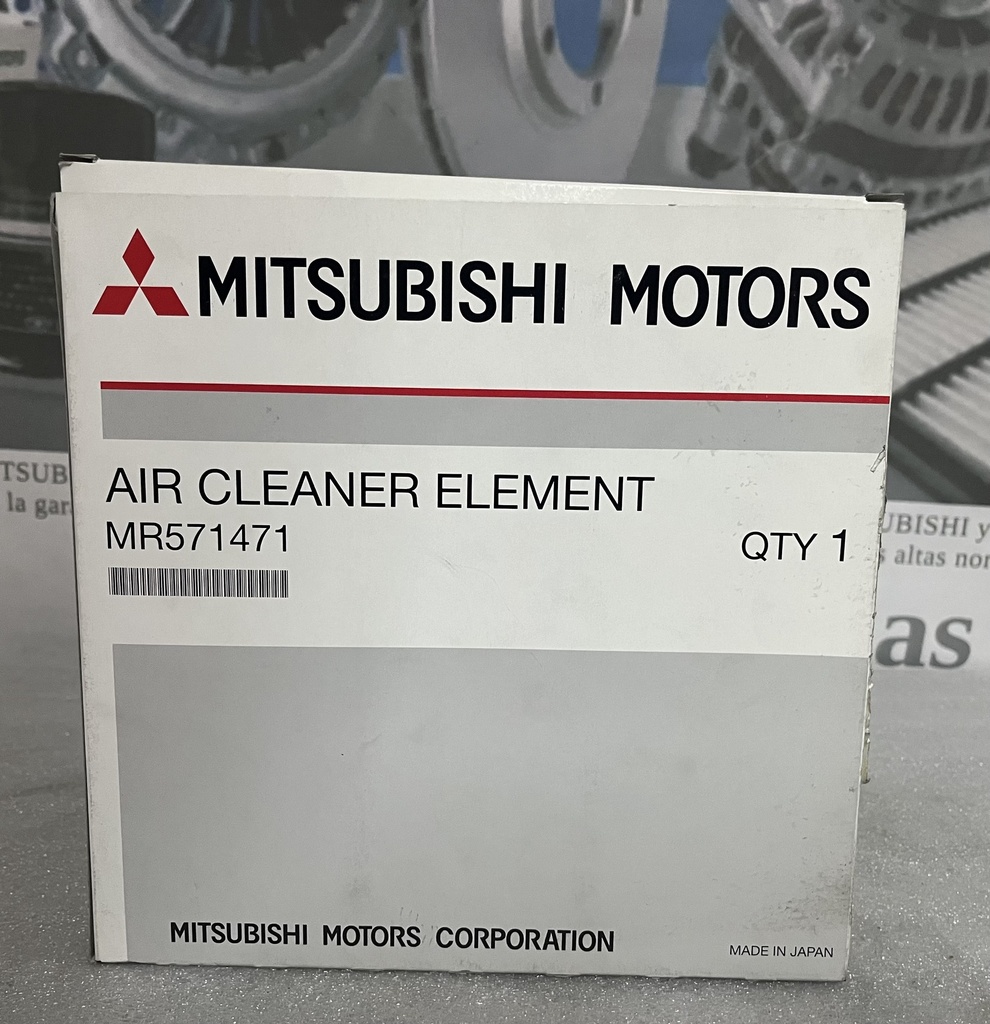 MITSUBISHI MOTORS
AIR CLEANER ELEMENT
MR571471
QTY 1
MITSUBISHI MOTORS CORPORATION
MADE IN JAPAN
TSUB
la gar
UBISHI y
s altas nor
as